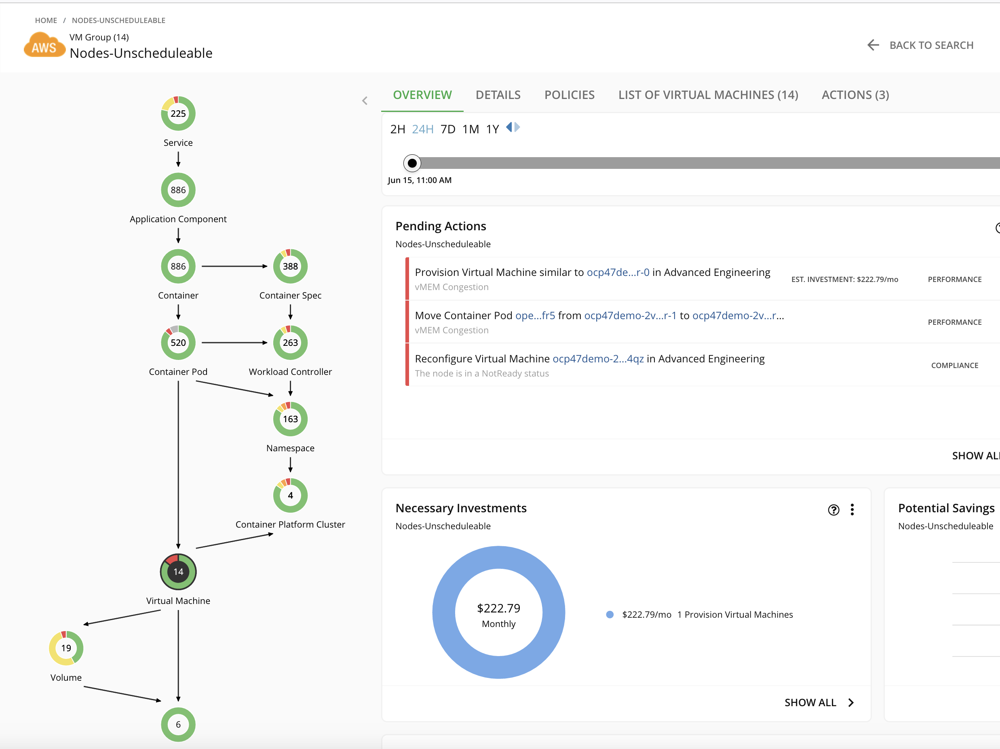 HOME / NODES-UNSCHEDULEABLE
AWS
VM Group (14)
Nodes-Unscheduleable
BACK TO SEARCH
225
Service
886
Application Component
886
Container
388
Container Spec
520
Container Pod
263
Workload Controller
163
Namespace
4
Container Platform Cluster
14
Virtual Machine
19
Volume
6
OVERVIEW DETAILS POLICIES LIST OF VIRTUAL MACHINES (14) ACTIONS (3)
2H 24H 7D 1M 1Y
Jun 15, 11:00 AM
Pending Actions
Nodes-Unscheduleable
Provision Virtual Machine similar to ocp47de...r-0 in Advanced Engineering
vMEM Congestion
EST. INVESTMENT: $222.79/mo
PERFORMANCE
Move Container Pod ope...fr5 from ocp47demo-2v...r-1 to ocp47demo-2v...r...
vMEM Congestion
PERFORMANCE
Reconfigure Virtual Machine ocp47demo-2...4qz in Advanced Engineering
The node is in a NotReady status
COMPLIANCE
SHOW ALL
Necessary Investments
Nodes-Unscheduleable
$222.79
Monthly
$222.79/mo 1 Provision Virtual Machines
SHOW ALL
Potential Savings
Nodes-Unscheduleable